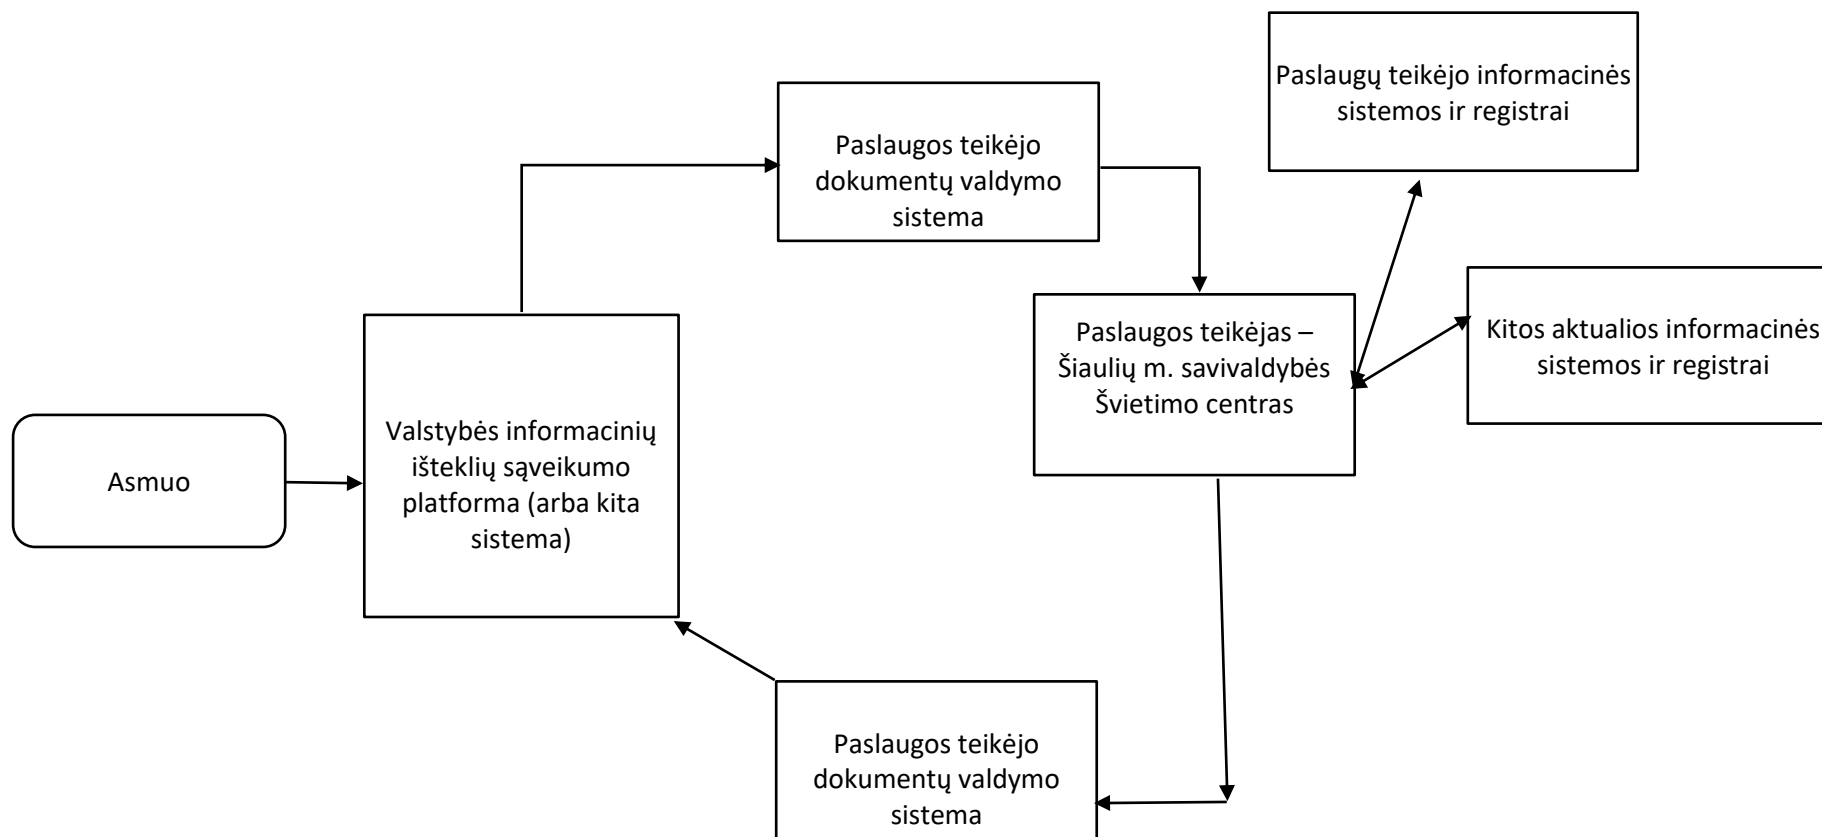 Paslaugų teikėjo informacinės
sistemos ir registrai
Paslaugos teikėjo
dokumentų valdymo
sistema
Paslaugos teikėjas –
Šiaulių m. savivaldybės
Švietimo centras
Kitos aktualios informacinės
sistemos ir registrai
Valstybės informacinių
išteklių sąveikumo
platforma (arba kita
sistema)
Asmuo
Paslaugos teikėjo
dokumentų valdymo
sistema